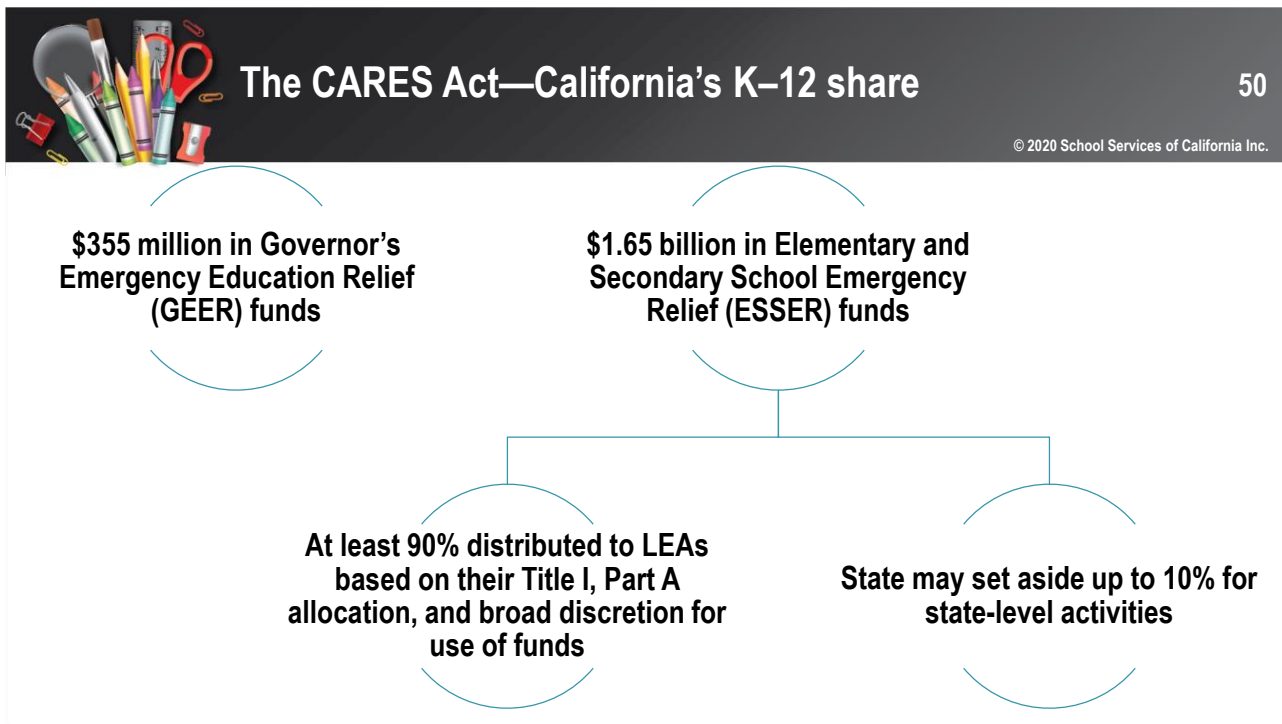 The CARES Act—California's K–12 share
50
© 2020 School Services of California Inc.
$355 million in Governor's
Emergency Education Relief
(GEER) funds
$1.65 billion in Elementary and
Secondary School Emergency
Relief (ESSER) funds
At least 90% distributed to LEAs
based on their Title I, Part A
allocation, and broad discretion for
use of funds
State may set aside up to 10% for
state-level activities